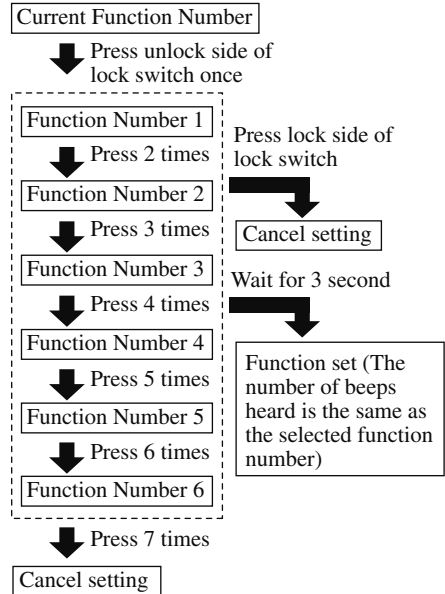 Current Function Number
Press unlock side of
lock switch once
Function Number 1
Press 2 times
Function Number 2
Press 3 times
Function Number 3
Press 4 times
Function Number 4
Press 5 times
Function Number 5
Press 6 times
Function Number 6
Press 7 times
Cancel setting
Press lock side of
lock switch
Cancel setting
Wait for 3 second
Function set (The
number of beeps
heard is the same as
the selected function
number)